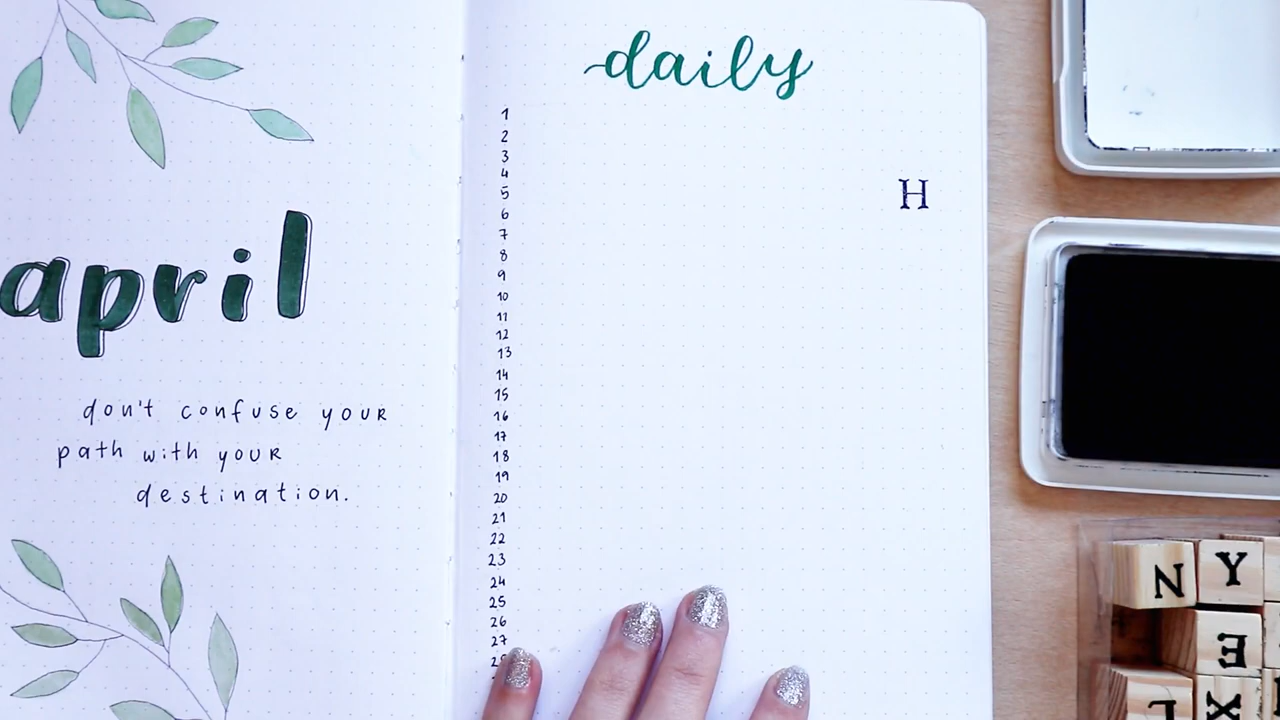 april
don't confuse your
path with your
destination.
daily
1
2
3
4
5
6
7
8
9
10
11
12
13
14
15
16
17
18
19
20
21
22
23
24
25
26
27
H
N
Y
E
X